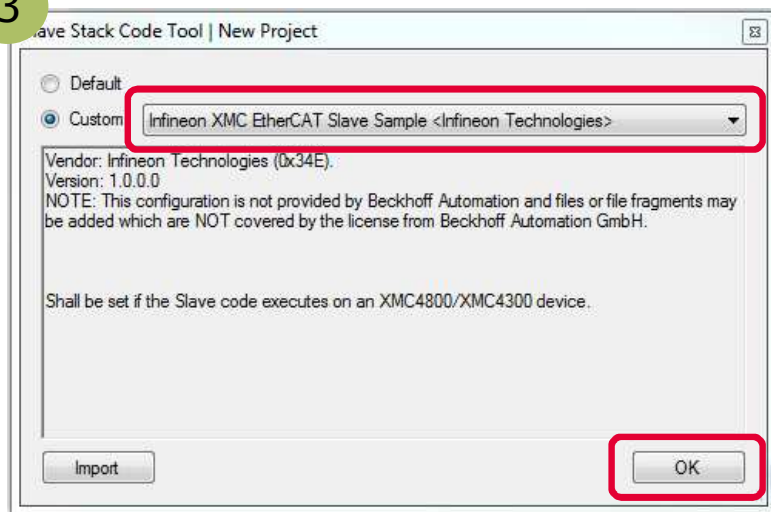 3
ave Stack Code Tool | New Project
Default
Custom Infineon XMC EtherCAT Slave Sample <Infineon Technologies>
Vendor: Infineon Technologies (0x34E).
Version: 1.0.0.0
NOTE: This configuration is not provided by Beckhoff Automation and files or file fragments may
be added which are NOT covered by the license from Beckhoff Automation GmbH.
Shall be set if the Slave code executes on an XMC4800/XMC4300 device.
Import OK